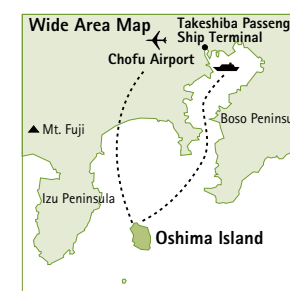 Wide Area Map
Takeshiba Passeng
Ship Terminal
Chofu Airport
Boso Peninsu
Mt. Fuji
Izu Peninsula
Oshima Island